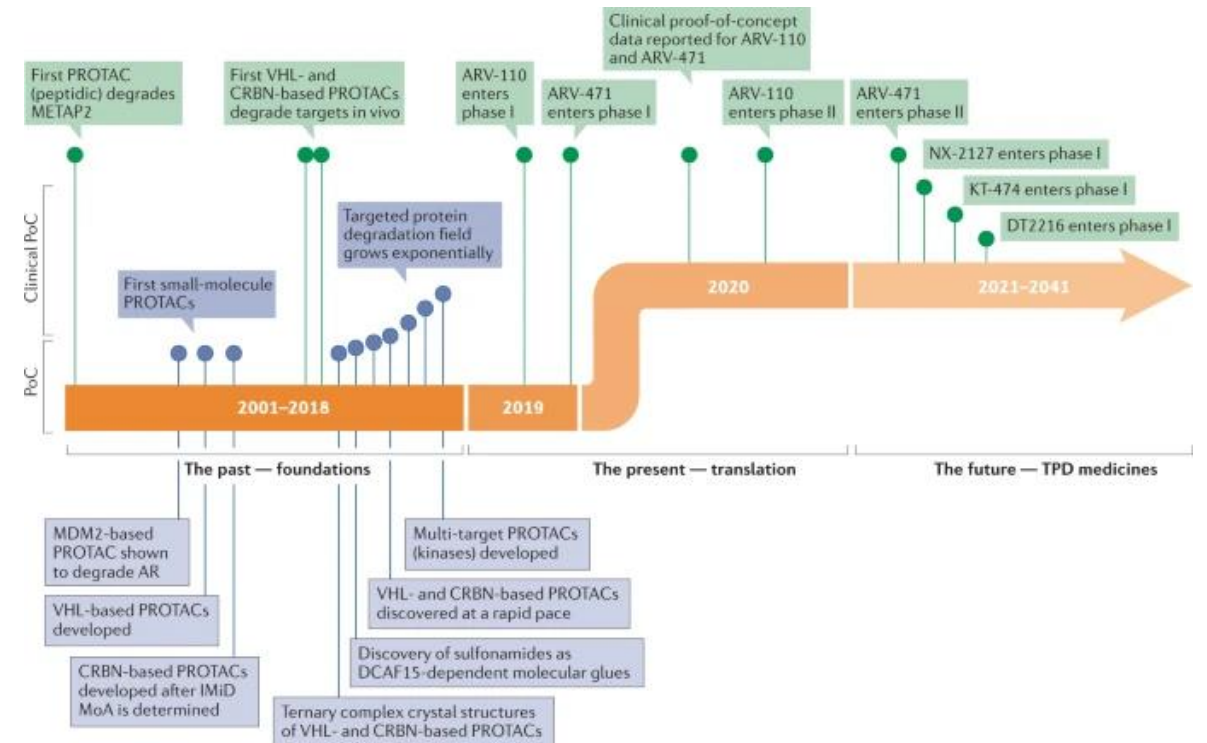 First PROTAC
(peptidic) degrades
METAP2
First VHL- and
CRBN-based PROTACs
degrade targets in vivo
ARV-110
enters
phase I
ARV-471
enters phase I
Clinical proof-of-concept
data reported for ARV-110
and ARV-471
ARV-110
enters phase II
ARV-471
enters phase II
NX-2127 enters phase I
KT-474 enters phase I
DT2216 enters phase I
Clinical PoC
PoC
First small-molecule
PROTACs
Targeted protein
degradation field
grows exponentially
2001–2018
2019
2020
2021–2041
The past — foundations
The present — translation
The future — TPD medicines
MDM2-based
PROTAC shown
to degrade AR
VHL-based PROTACs
developed
CRBN-based PROTACs
developed after IMiD
MoA is determined
Ternary complex crystal structures
of VHL- and CRBN-based PROTACs
Discovery of sulfonamides as
DCAF15-dependent molecular glues
VHL- and CRBN-based PROTACs
discovered at a rapid pace
Multi-target PROTACs
(kinases) developed